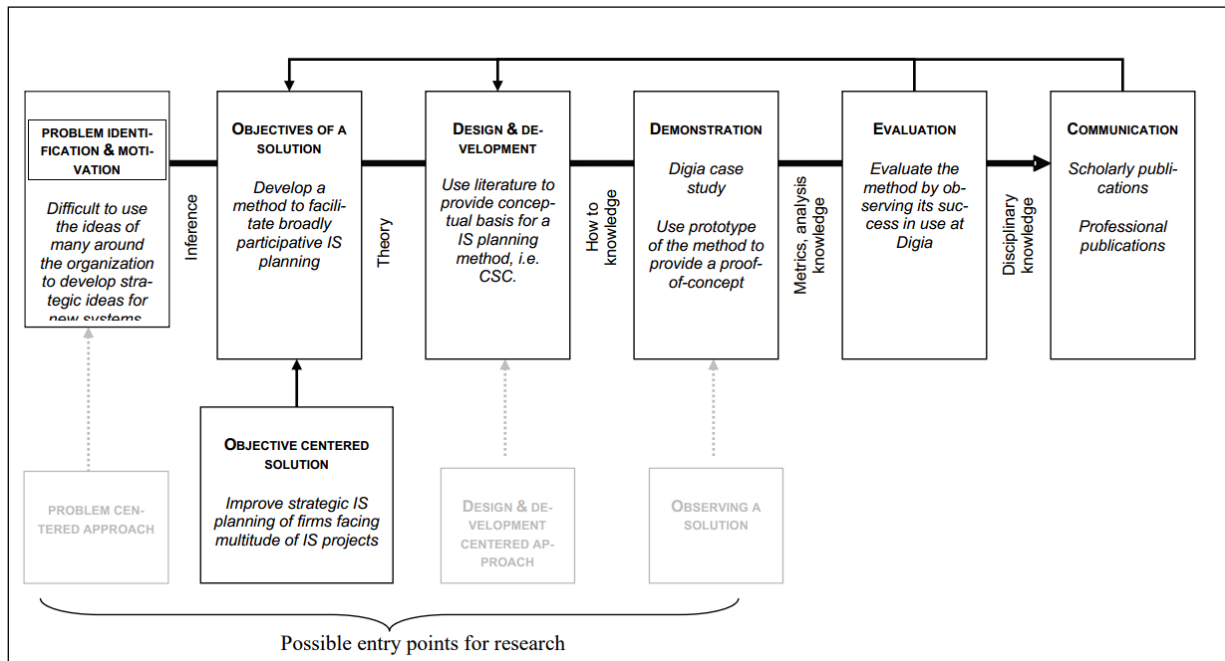 PROBLEM IDENTI-
FICATION & MOTI-
VATION
Difficult to use
the ideas of
many around
the organization
to develop stra-
tegic ideas for
new systems
Inference
OBJECTIVES OF A
SOLUTION
Develop a
method to facili-
tate broadly
participative IS
planning
Theory
DESIGN & DE-
VELOPMENT
Use literature to
provide concep-
tual basis for a
IS planning
method, i.e.
CSC.
How to
knowledge
DEMONSTRATION
Digia case
study
Use prototype
of the method to
provide a proof-
of-concept
Metrics, analysis
knowledge
EVALUATION
Evaluate the
method by ob-
serving its suc-
cess in use at
Digia
Disciplinary
knowledge
COMMUNICATION
Scholarly publi-
cations
Professional
publications
PROBLEM CEN-
TERED APPROACH
OBJECTIVE CENTERED
SOLUTION
Improve strategic IS
planning of firms facing
multitude of IS projects
DESIGN & DE-
VELOPMENT
CENTERED AP-
PROACH
OBSERVING A
SOLUTION
Possible entry points for research